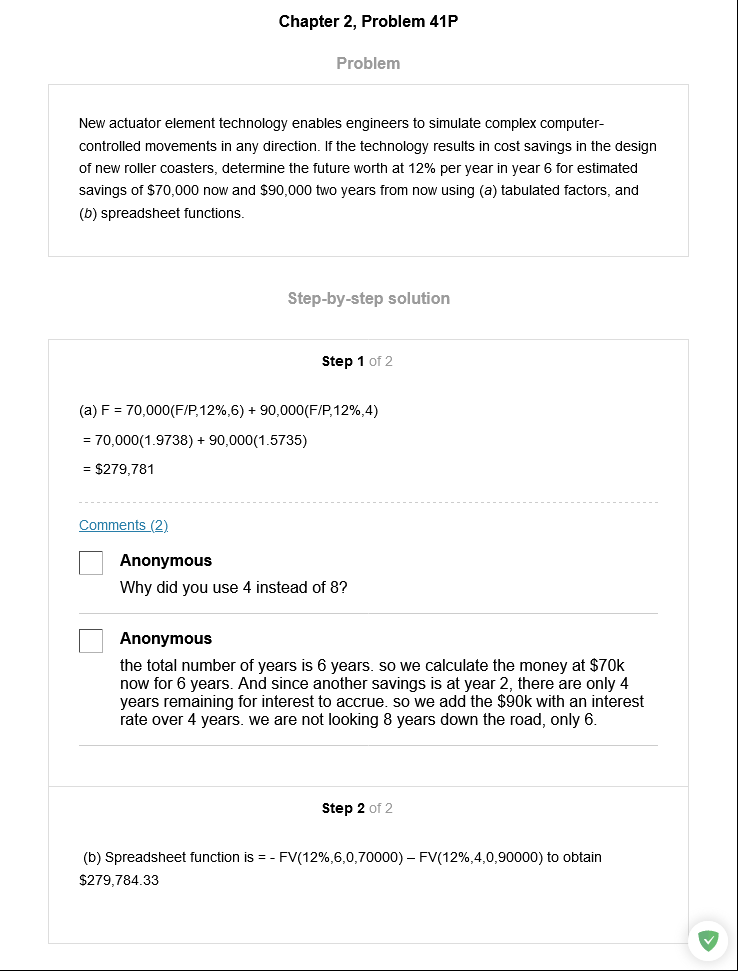 Chapter 2, Problem 41P
Problem
New actuator element technology enables engineers to simulate complex computer-
controlled movements in any direction. If the technology results in cost savings in the design
of new roller coasters, determine the future worth at 12% per year in year 6 for estimated
savings of $70,000 now and $90,000 two years from now using (a) tabulated factors, and
(b) spreadsheet functions.
Step-by-step solution
Step 1 of 2
(a) F = 70,000(F/P,12%,6) + 90,000(F/P,12%,4)
= 70,000(1.9738) + 90,000(1.5735)
= $279,781
Comments (2)
Anonymous
Why did you use 4 instead of 8?
Anonymous
the total number of years is 6 years. so we calculate the money at $70k
now for 6 years. And since another savings is at year 2, there are only 4
years remaining for interest to accrue. so we add the $90k with an interest
rate over 4 years. we are not looking 8 years down the road, only 6.
Step 2 of 2
(b) Spreadsheet function is = - FV(12%,6,0,70000) – FV(12%,4,0,90000) to obtain
$279,784.33